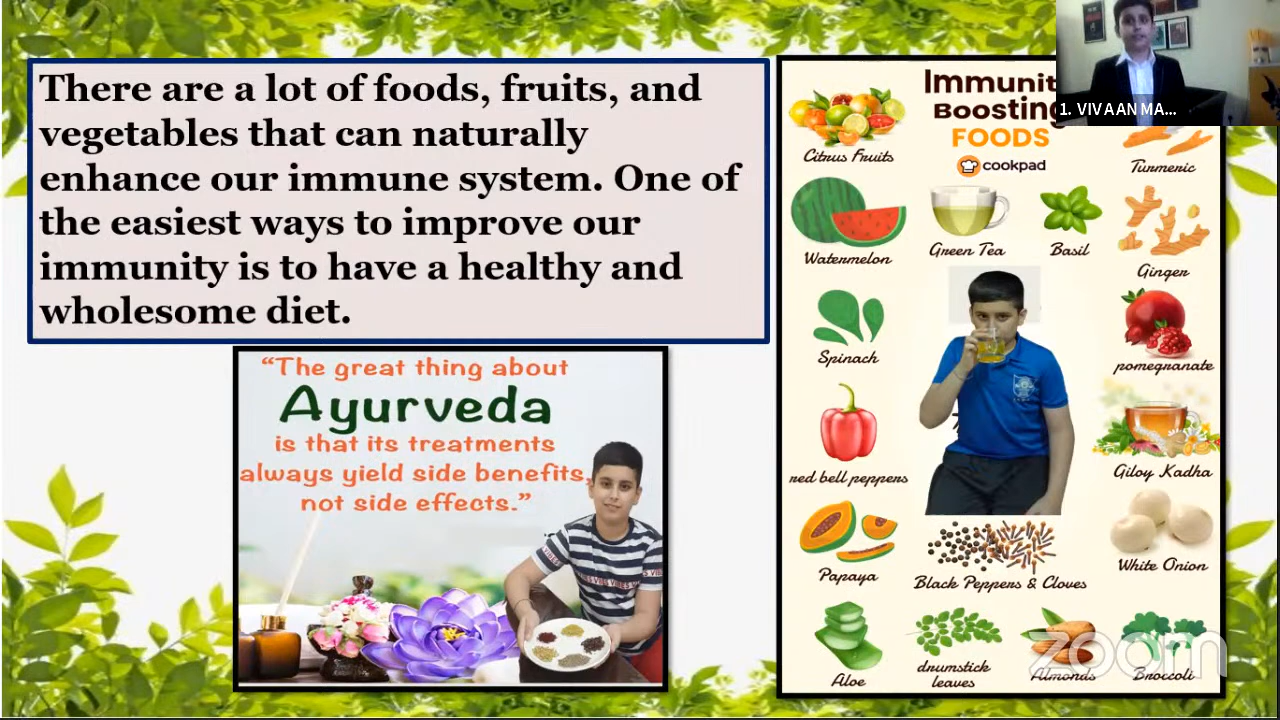 There are a lot of foods, fruits, and
vegetables that can naturally
enhance our immune system. One of
the easiest ways to improve our
immunity is to have a healthy and
wholesome diet.
“The great thing about
Ayurveda
is that its treatments
always yield side benefits,
not side effects.”
Immunit
Boosting
FOODS
cookpad
1. VIVAAN MA...
Citrus Fruits
Turmeric
Watermelon
Green Tea
Basil
Ginger
Spinach
pomegranate
red bell peppers
Giloy Kadha
Papaya
Black Peppers & Cloves
White Onion
Aloe
drumstick
leaves
Almonds
Broccoli
zoom